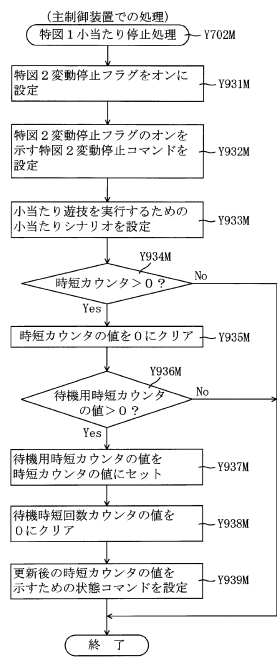 (主制御装置での処理)
特図1小当たり停止処理
Y702M
特図2変動停止フラグをオンに
設定
Y931M
特図2変動停止フラグのオンを
示す特図2変動停止コマンドを
設定
Y932M
小当たり遊技を実行するための
小当たりシナリオを設定
Y933M
Y934M
時短カウンタ>0?
No
Yes
時短カウンタの値を0にクリア
Y935M
Y936M
待機用時短カウンタ
の値>0?
No
Yes
待機用時短カウンタの値を
時短カウンタの値にセット
Y937M
待機時短回数カウンタの値を
0にクリア
Y938M
更新後の時短カウンタの値を
示すための状態コマンドを設定
Y939M
終 了